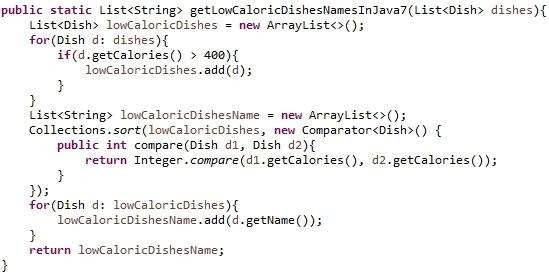 public static List<String> getLowCaloricDishesNamesInJava7(List<Dish> dishes){
    List<Dish> lowCaloricDishes = new ArrayList<>();
    for(Dish d: dishes){
        if(d.getCalories() > 400){
            lowCaloricDishes.add(d);
        }
    }
    List<String> lowCaloricDishesName = new ArrayList<>();
    Collections.sort(lowCaloricDishes, new Comparator<Dish>() {
        public int compare(Dish d1, Dish d2){
            return Integer.compare(d1.getCalories(), d2.getCalories());
        }
    });
    for(Dish d: lowCaloricDishes){
        lowCaloricDishesName.add(d.getName());
    }
    return lowCaloricDishesName;
}